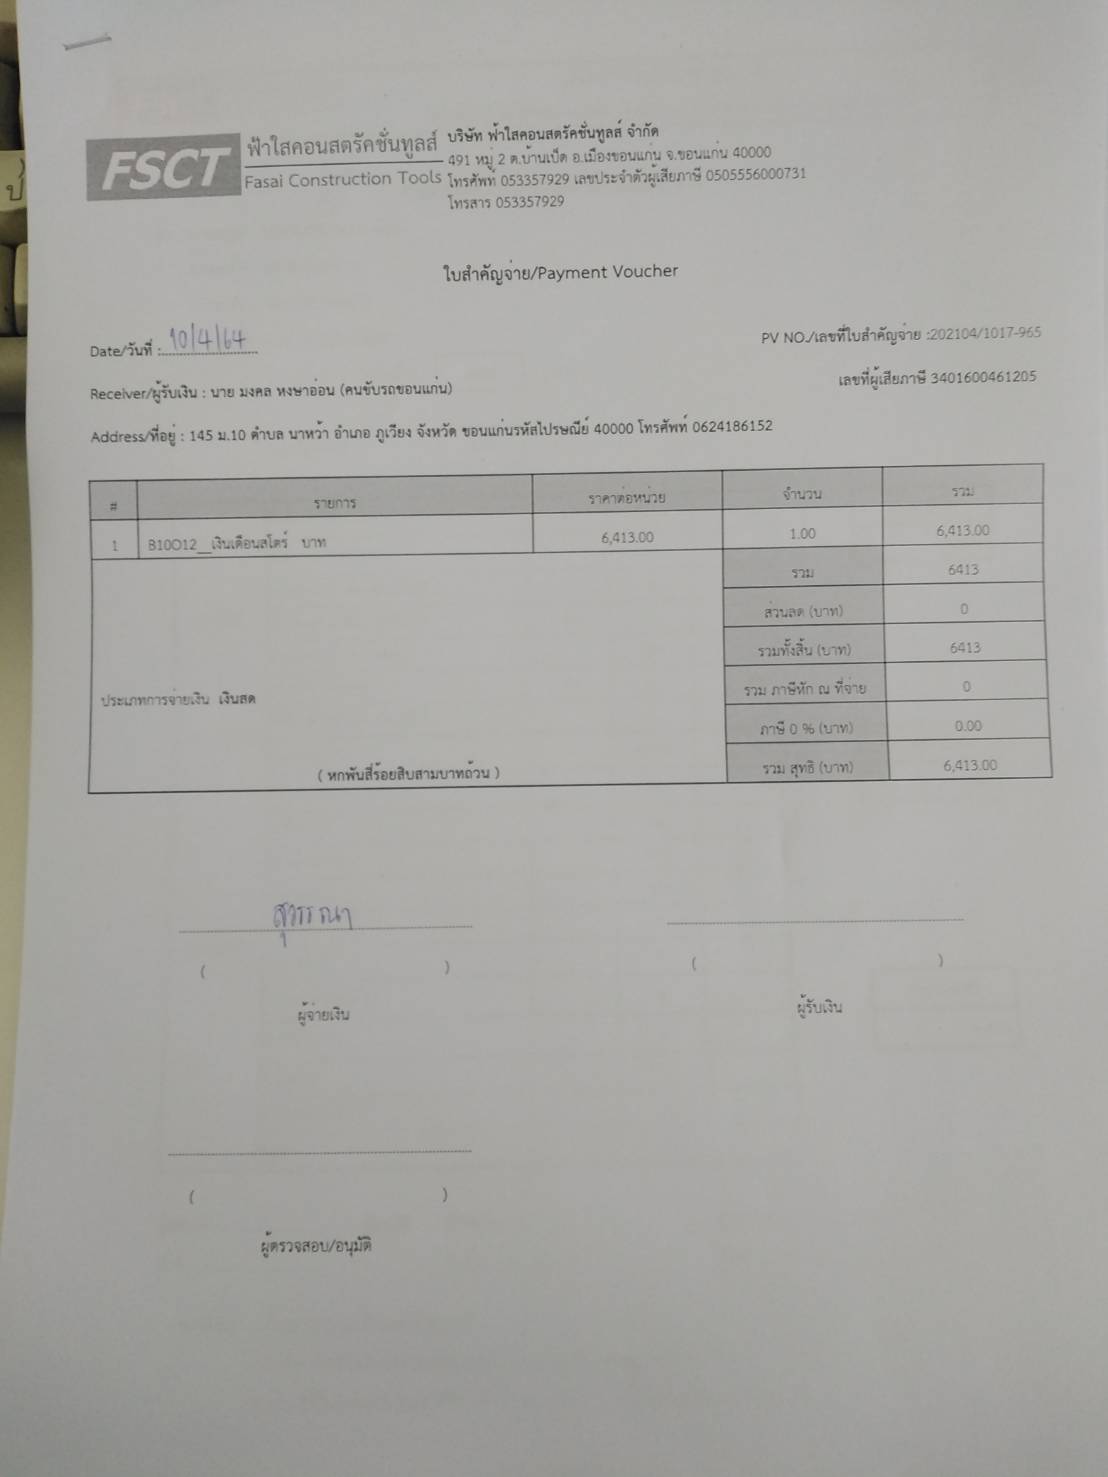 FSCT
ฟ้าใสคอนสตรัคชั่นทูลส์
Fasai Construction Tools
บริษัท ฟ้าใสคอนสตรัคชั่นทูลส์ จำกัด
491 หมู่ 2 ต.บ้านเป็ด อ.เมืองขอนแก่น จ.ขอนแก่น 40000
โทรศัพท์ 053357929 เลขประจำตัวผู้เสียภาษี 0505556000731
โทรสาร 053357929
ใบสำคัญจ่าย/Payment Voucher
Date/วันที่ : 10/4/64
PV NO./เลขที่ใบสำคัญจ่าย :202104/1017-965
Receiver/ผู้รับเงิน : นาย มงคล หงษาอ่อน (คนขับรถขอนแก่น)
เลขที่ผู้เสียภาษี 3401600461205
Address/ที่อยู่ : 145 ม.10 ตำบล นาหว้า อำเภอ ภูเวียง จังหวัด ขอนแก่นรหัสไปรษณีย์ 40000 โทรศัพท์ 0624186152
# รายการ ราคาต่อหน่วย จำนวน รวม
1 B10O12__เงินเดือนสโตร์ บาท 6,413.00 1.00 6,413.00
รวม 6413
ส่วนลด (บาท) 0
รวมทั้งสิ้น (บาท) 6413
ประเภทการจ่ายเงิน เงินสด
รวม ภาษีหัก ณ ที่จ่าย 0
ภาษี 0 % (บาท) 0.00
( หกพันสี่ร้อยสิบสามบาทถ้วน )
รวม สุทธิ (บาท) 6,413.00
สุวรรณา
( )
( )
ผู้จ่ายเงิน
ผู้รับเงิน
( )
ผู้ตรวจสอบ/อนุมัติ